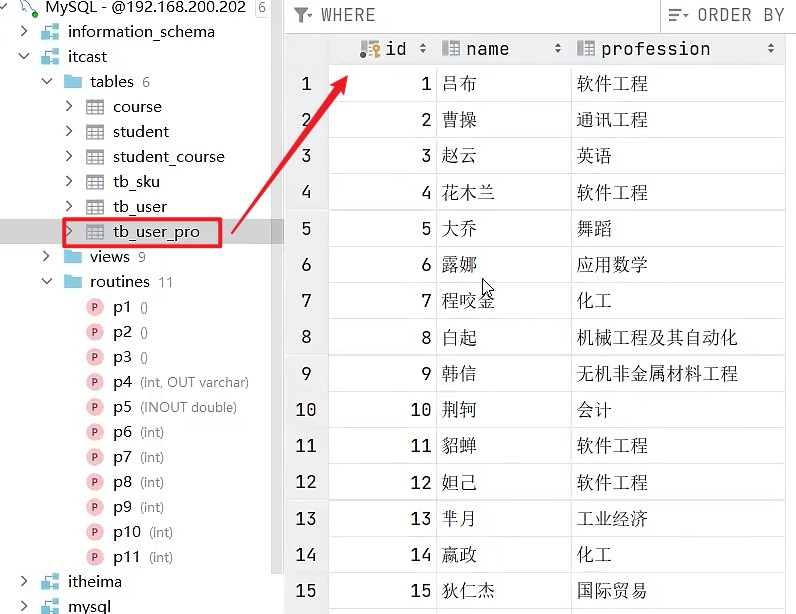 MySQL - @192.168.200.202 6
information_schema
itcast
tables 6
course
student
student_course
tb_sku
tb_user
tb_user_pro
views 9
routines 11
p1 ()
p2 ()
p3 ()
p4 (int, OUT varchar)
p5 (INOUT double)
p6 (int)
p7 (int)
p8 (int)
p9 (int)
p10 (int)
p11 (int)
itheima
mysql
WHERE ORDER BY
id name profession
1 1 吕布 软件工程
2 2 曹操 通讯工程
3 3 赵云 英语
4 4 花木兰 软件工程
5 5 大乔 舞蹈
6 6 露娜 应用数学
7 7 程咬金 化工
8 8 白起 机械工程及其自动化
9 9 韩信 无机非金属材料工程
10 10 荆轲 会计
11 11 貂蝉 软件工程
12 12 妲己 软件工程
13 13 芈月 工业经济
14 14 嬴政 化工
15 15 狄仁杰 国际贸易